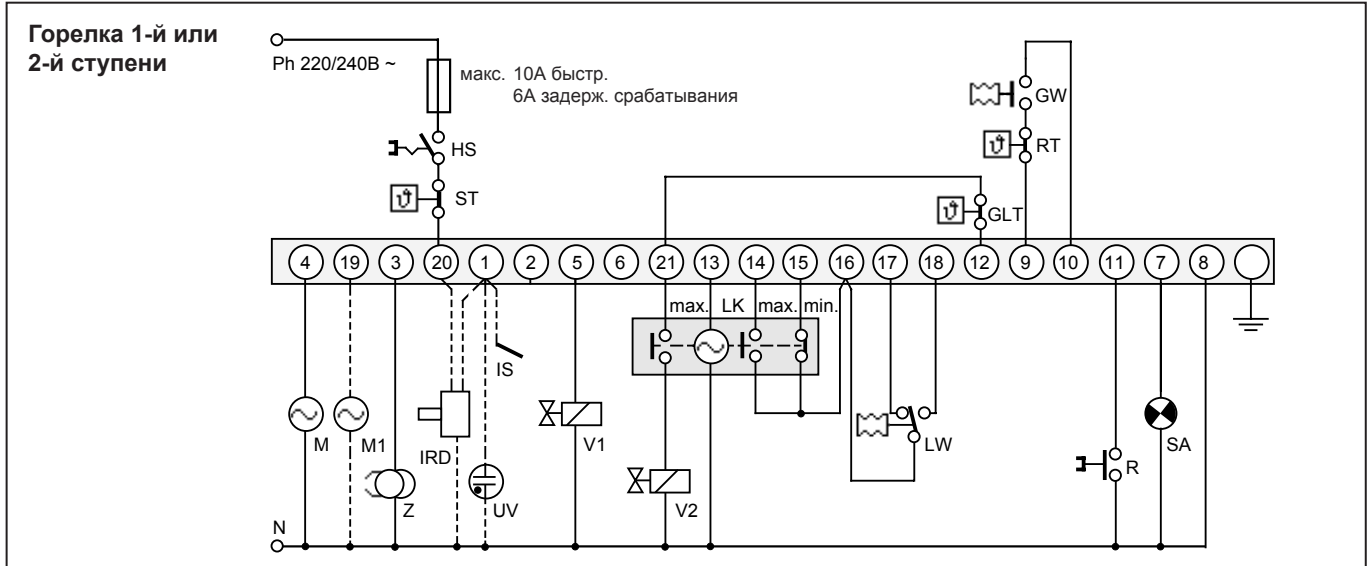 Горелка 1-й или
2-й ступени
Ph 220/240В ~
макс. 10А быстр.
6А задерж. срабатывания
HS
ST
GW
RT
GLT
4 19 3 20 1 2 5 6 21 13 14 15 16 17 18 12 9 10 11 7 8
max. LK max. min.
IS
M
M1
IRD
Z
UV
V1
V2
LW
R
SA
N